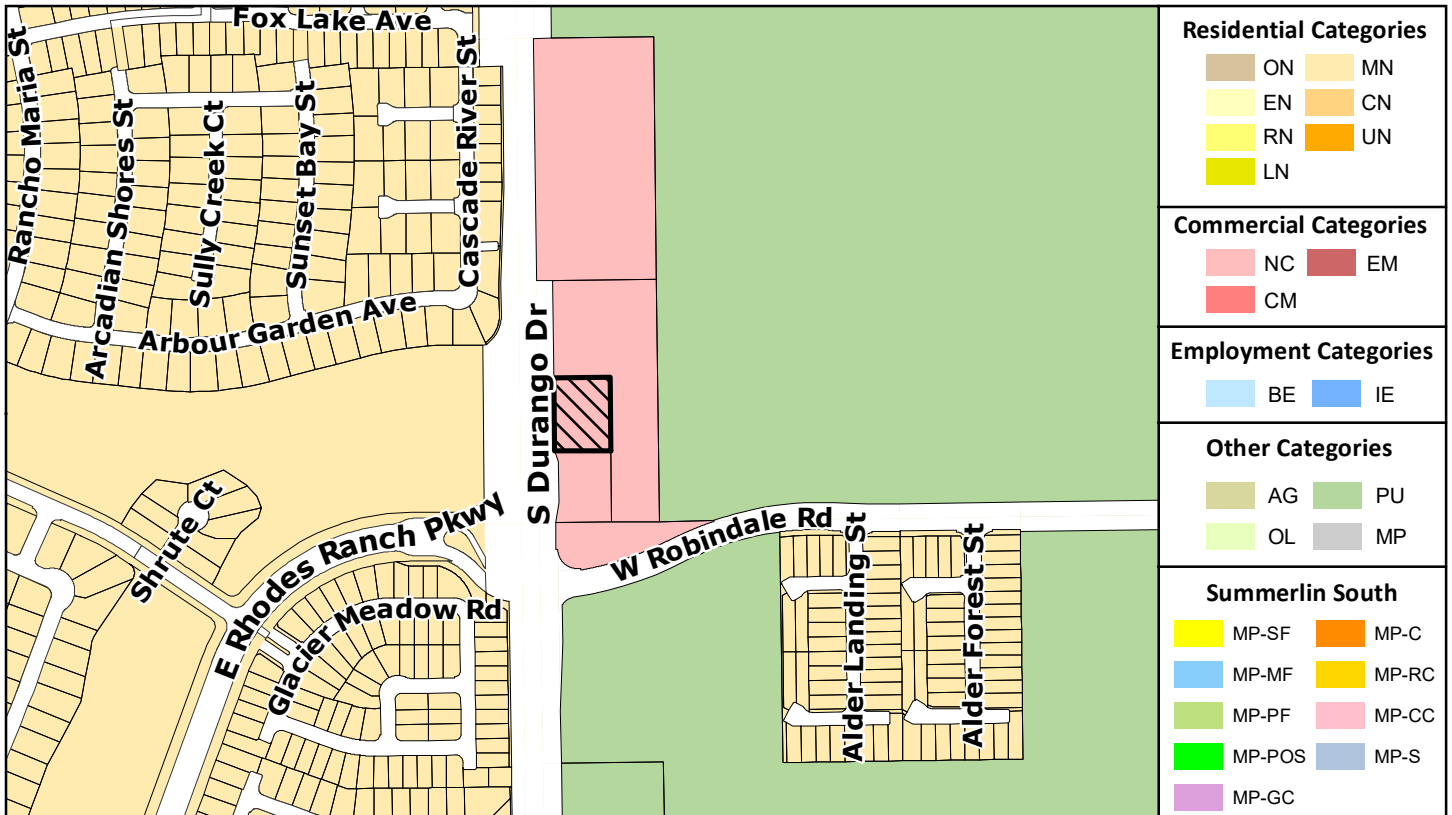 Fox Lake Ave
Rancho Maria St
Arcadian Shores St
Sully Creek Ct
Sunset Bay St
Cascade River St
Arbour Garden Ave
S Durango Dr
Shrute Ct
E Rhodes Ranch Pkwy
Glacier Meadow Rd
W Robindale Rd
Alder Landing St
Alder Forest St
Residential Categories
ON MN
EN CN
RN UN
LN
Commercial Categories
NC EM
CM
Employment Categories
BE IE
Other Categories
AG PU
OL MP
Summerlin South
MP-SF MP-C
MP-MF MP-RC
MP-PF MP-CC
MP-POS MP-S
MP-GC